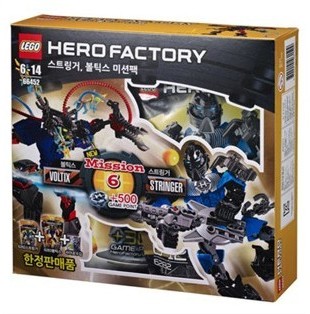 LEGO
HERO FACTORY
6-14
66452
스트링거, 볼틱스 미션팩
볼틱스
VOLTIX
NEW
Mission
6
+500
GAME POINT
스트링거
STRINGER
한정판매품